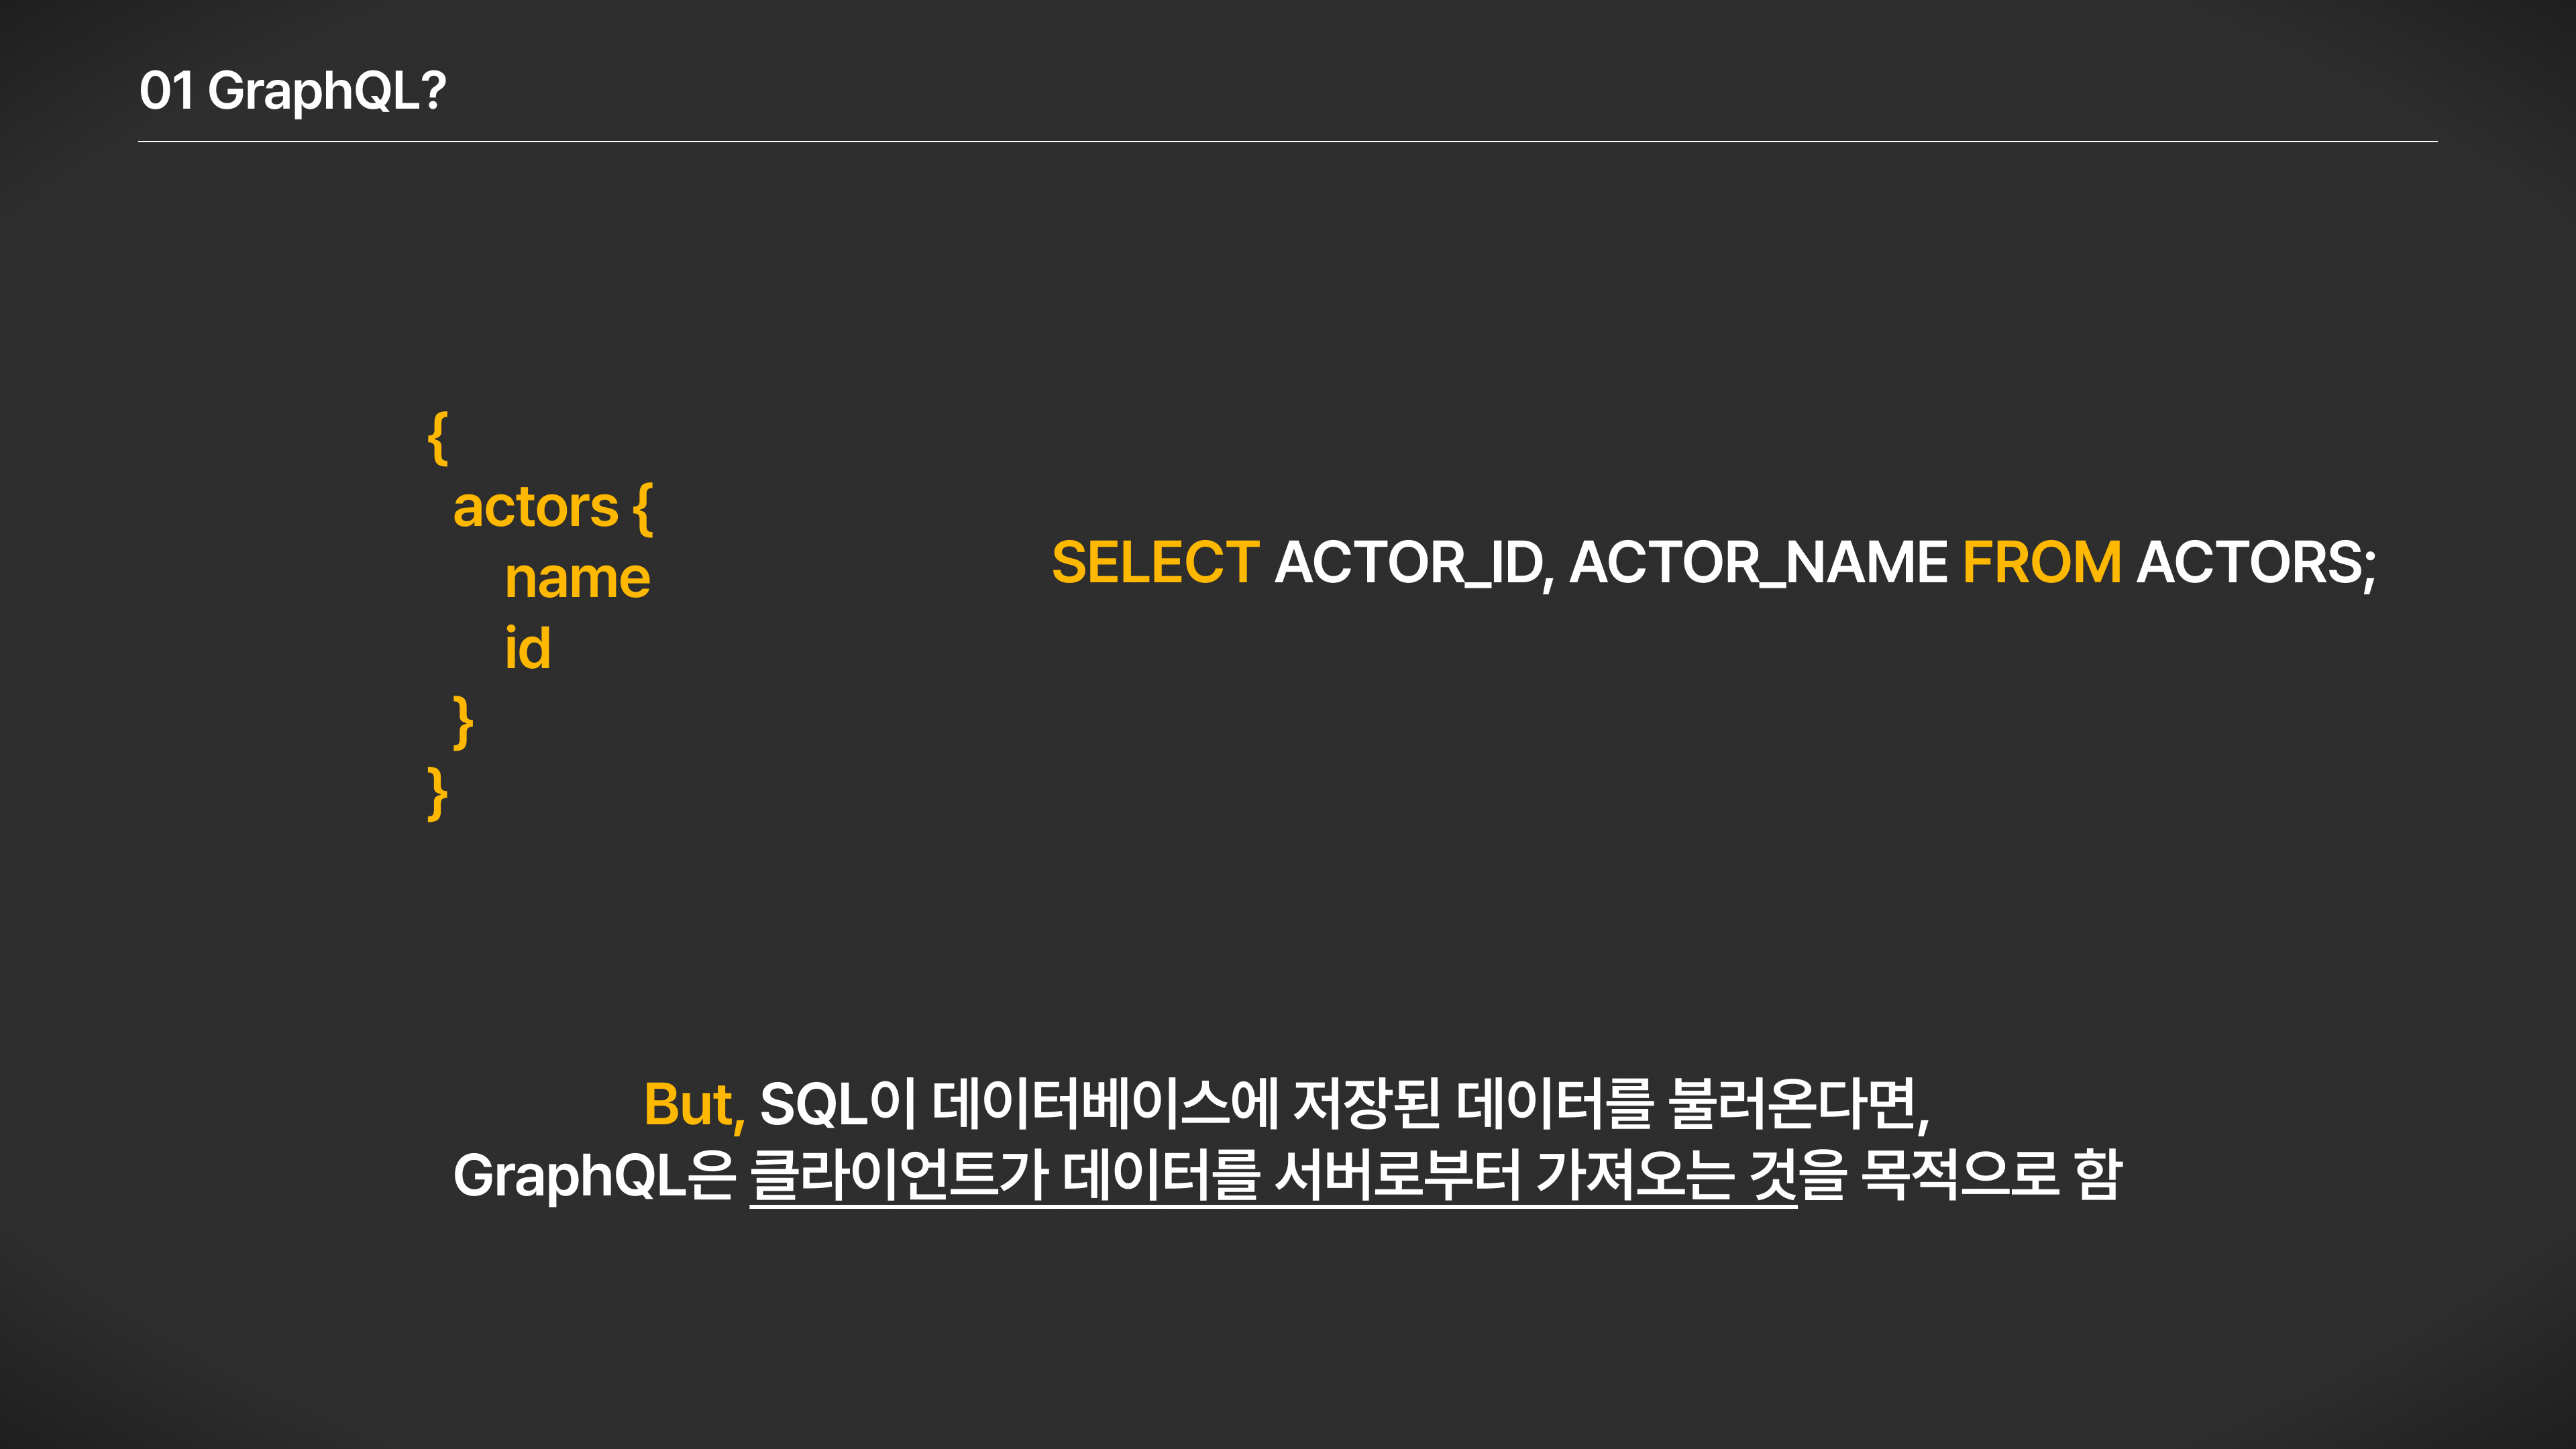 01 GraphQL?
{
actors {
name
id
}
}
SELECT ACTOR_ID, ACTOR_NAME FROM ACTORS;
But, SQL이 데이터베이스에 저장된 데이터를 불러온다면,
GraphQL은 클라이언트가 데이터를 서버로부터 가져오는 것을 목적으로 함